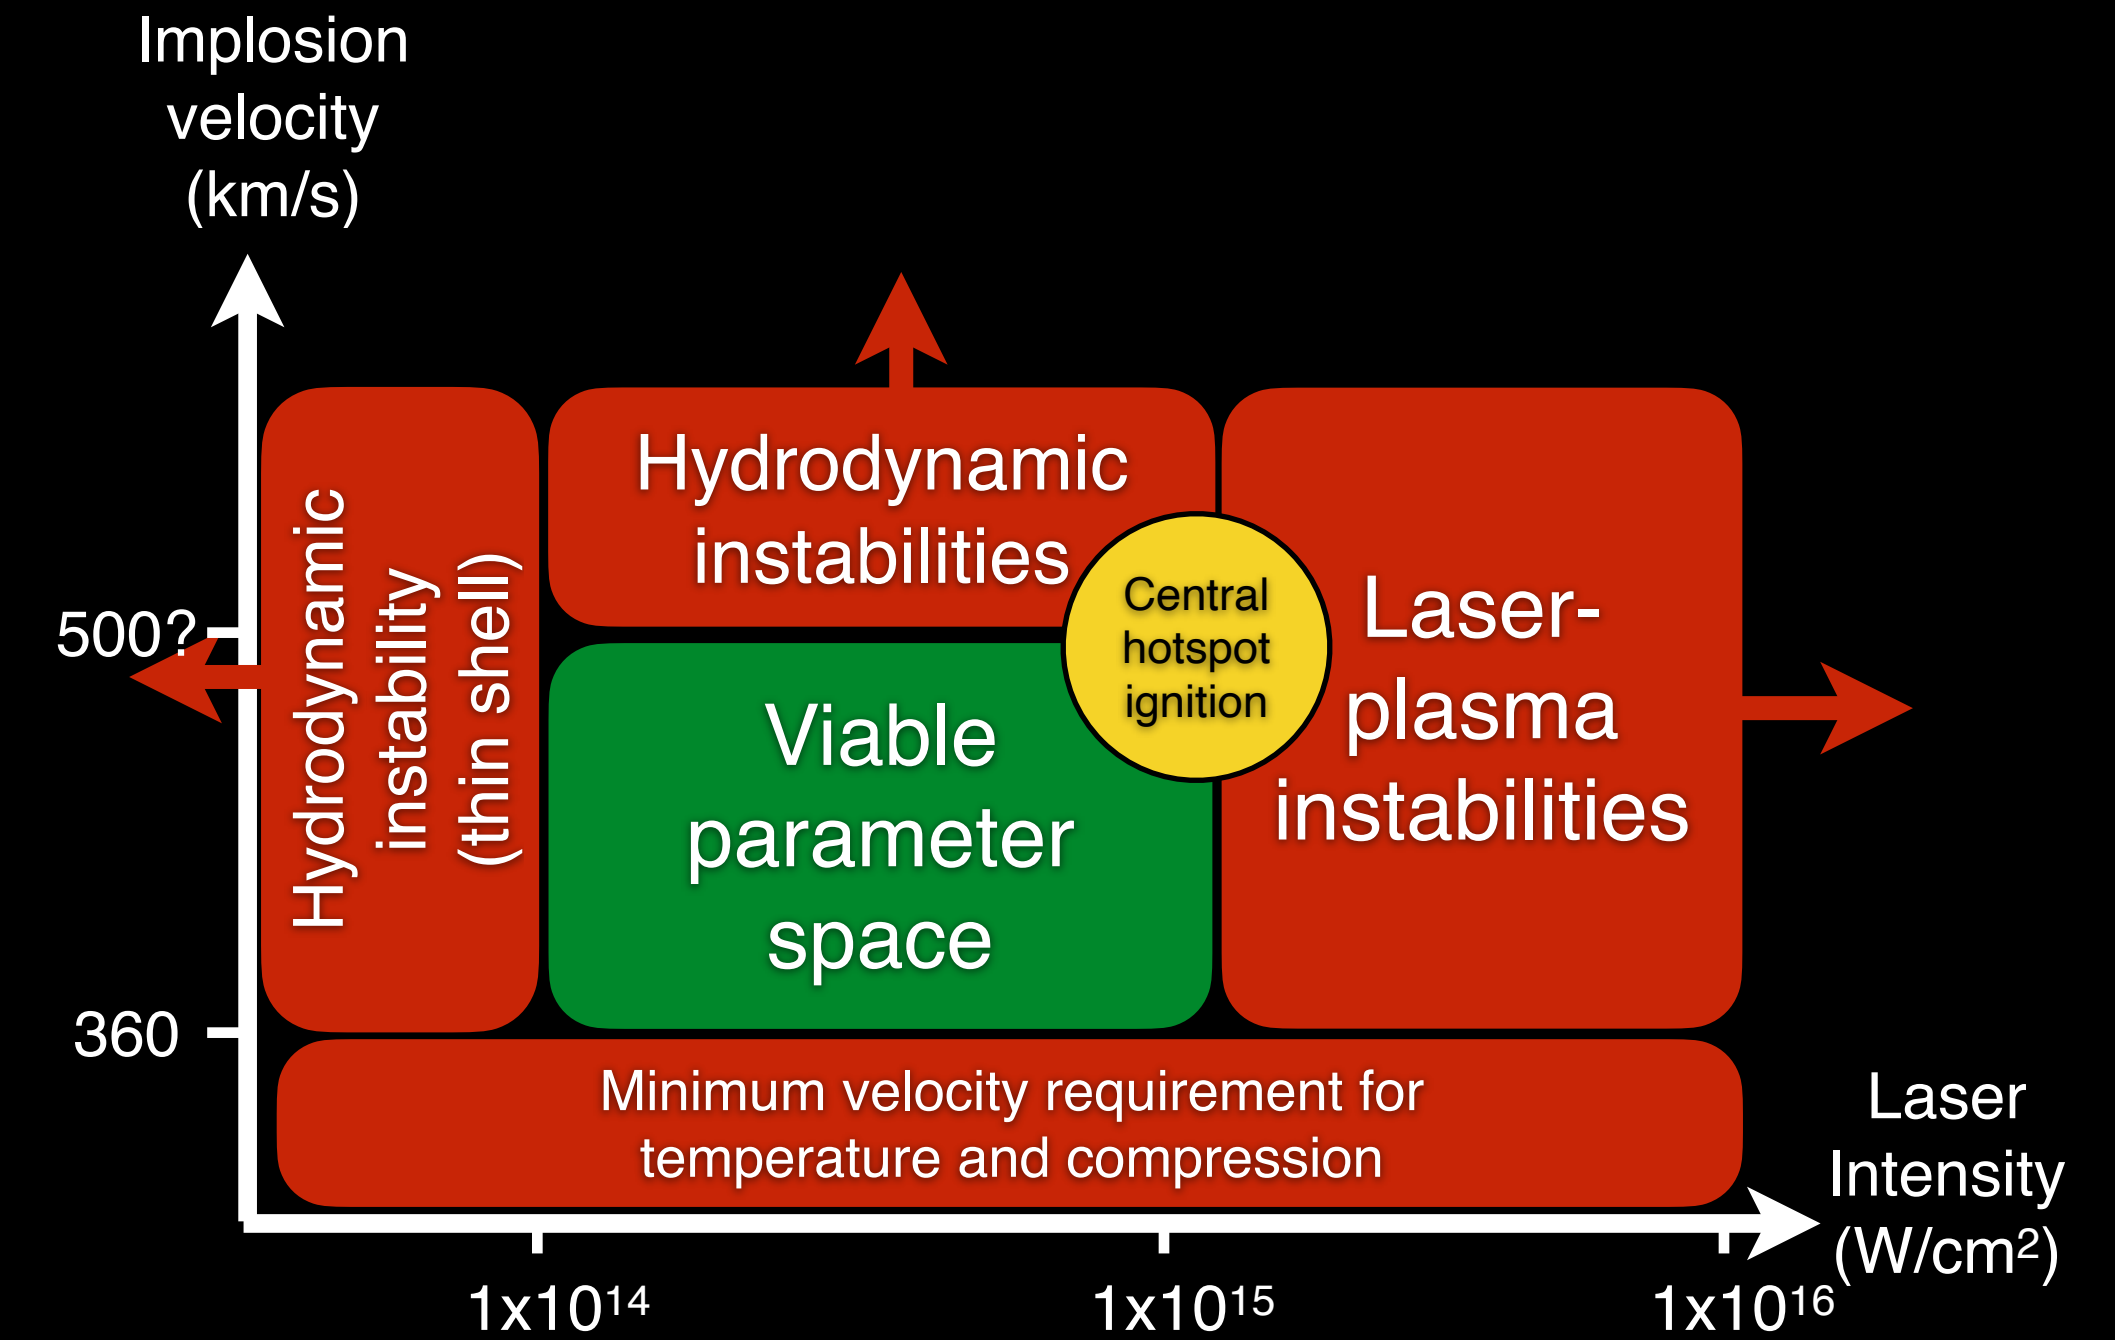 Implosion
velocity
(km/s)
Hydrodynamic
instabilities
Hydrodynamic
instability
(thin shell)
Central
hotspot
ignition
Laser-
plasma
instabilities
500?
Viable
parameter
space
360
Minimum velocity requirement for
temperature and compression
Laser
Intensity
(W/cm²)
1x10¹⁴
1x10¹⁵
1x10¹⁶